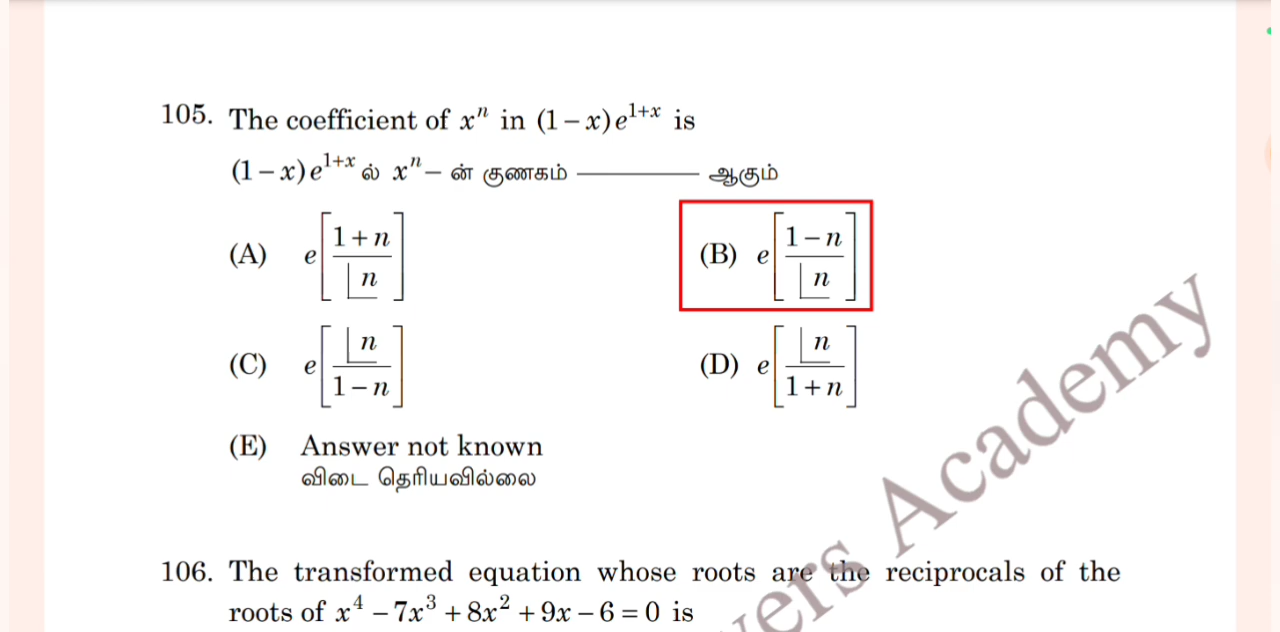 105. The coefficient of xⁿ in (1 – x)e¹⁺ˣ is
(1 – x)e¹⁺ˣ ல் xⁿ – ன் குணகம் ———— ஆகும்
(A) e[(1 + n)/⌊n] (B) e[(1 – n)/⌊n]
(C) e[⌊n/(1 – n)] (D) e[⌊n/(1 + n)]
(E) Answer not known
விடை தெரியவில்லை
106. The transformed equation whose roots are the reciprocals of the
roots of x⁴ – 7x³ + 8x² + 9x – 6 = 0 is
ers Academy